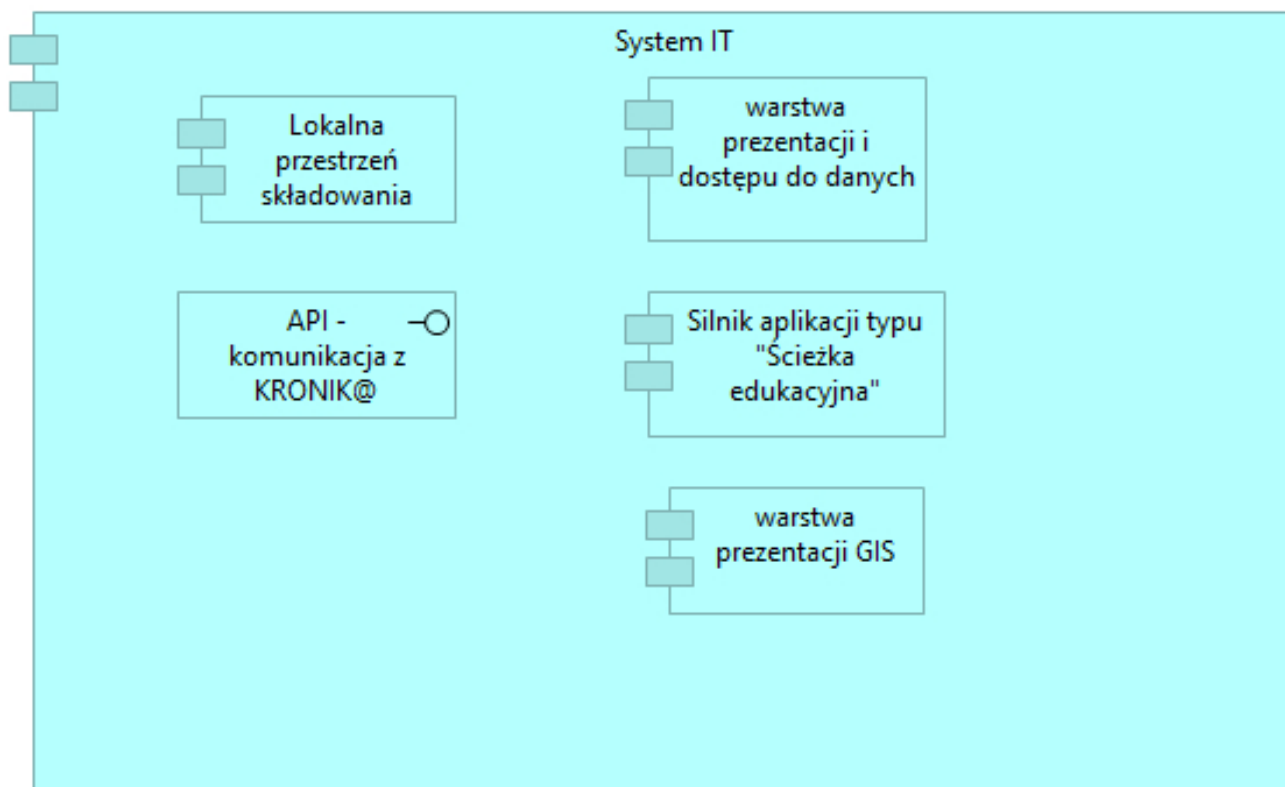 System IT
Lokalna
przestrzeń
składowania
warstwa
prezentacji i
dostępu do danych
API -
komunikacja z
KRONIK@
Silnik aplikacji typu
"Ścieżka
edukacyjna"
warstwa
prezentacji GIS